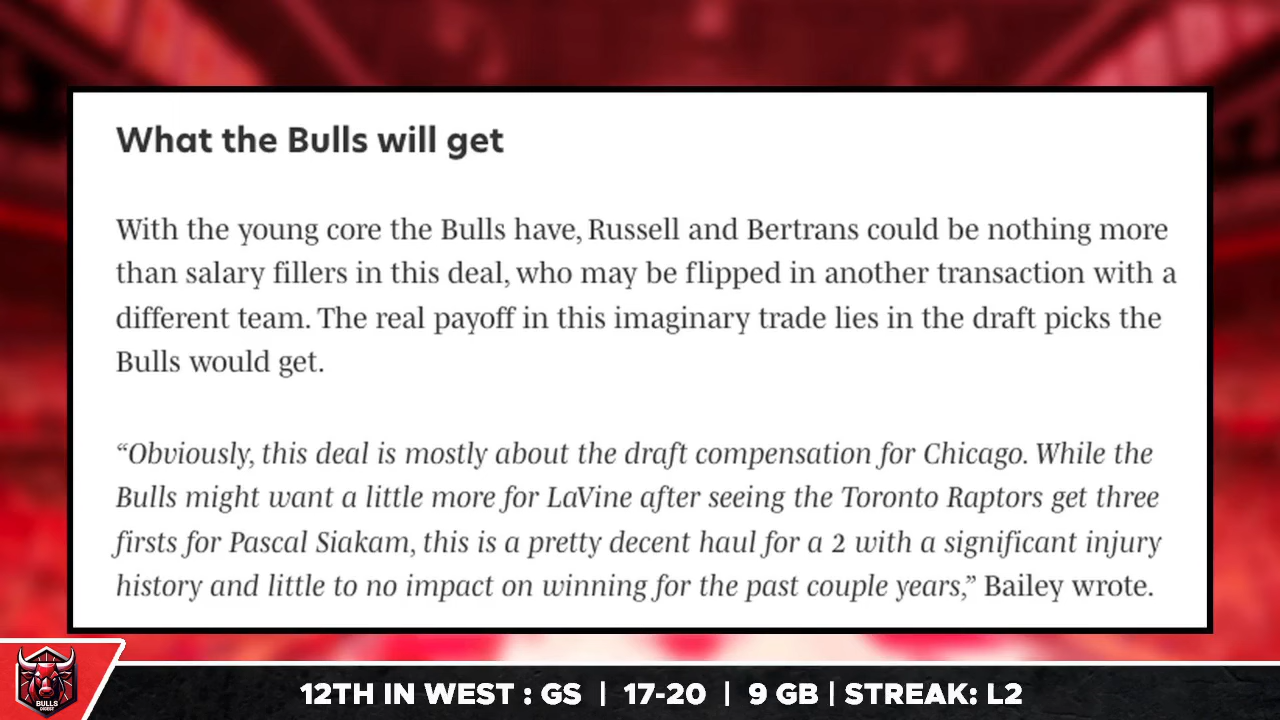 What the Bulls will get
With the young core the Bulls have, Russell and Bertrans could be nothing more
than salary fillers in this deal, who may be flipped in another transaction with a
different team. The real payoff in this imaginary trade lies in the draft picks the
Bulls would get.
“Obviously, this deal is mostly about the draft compensation for Chicago. While the
Bulls might want a little more for LaVine after seeing the Toronto Raptors get three
firsts for Pascal Siakam, this is a pretty decent haul for a 2 with a significant injury
history and little to no impact on winning for the past couple years,” Bailey wrote.
BULLS
DIGEST
12TH IN WEST : GS | 17-20 | 9 GB | STREAK: L2